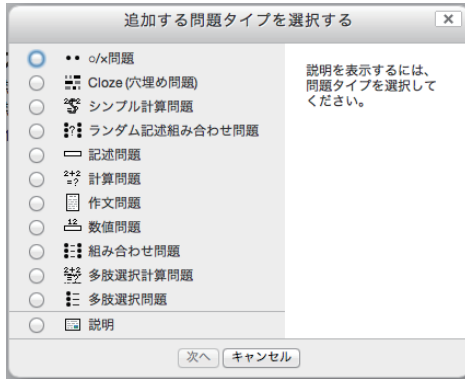 追加する問題タイプを選択する
○/×問題
Cloze (穴埋め問題)
シンプル計算問題
ランダム記述組み合わせ問題
記述問題
計算問題
作文問題
数値問題
組み合わせ問題
多肢選択計算問題
多肢選択問題
説明
説明を表示するには、
問題タイプを選択して
ください。
次へ キャンセル